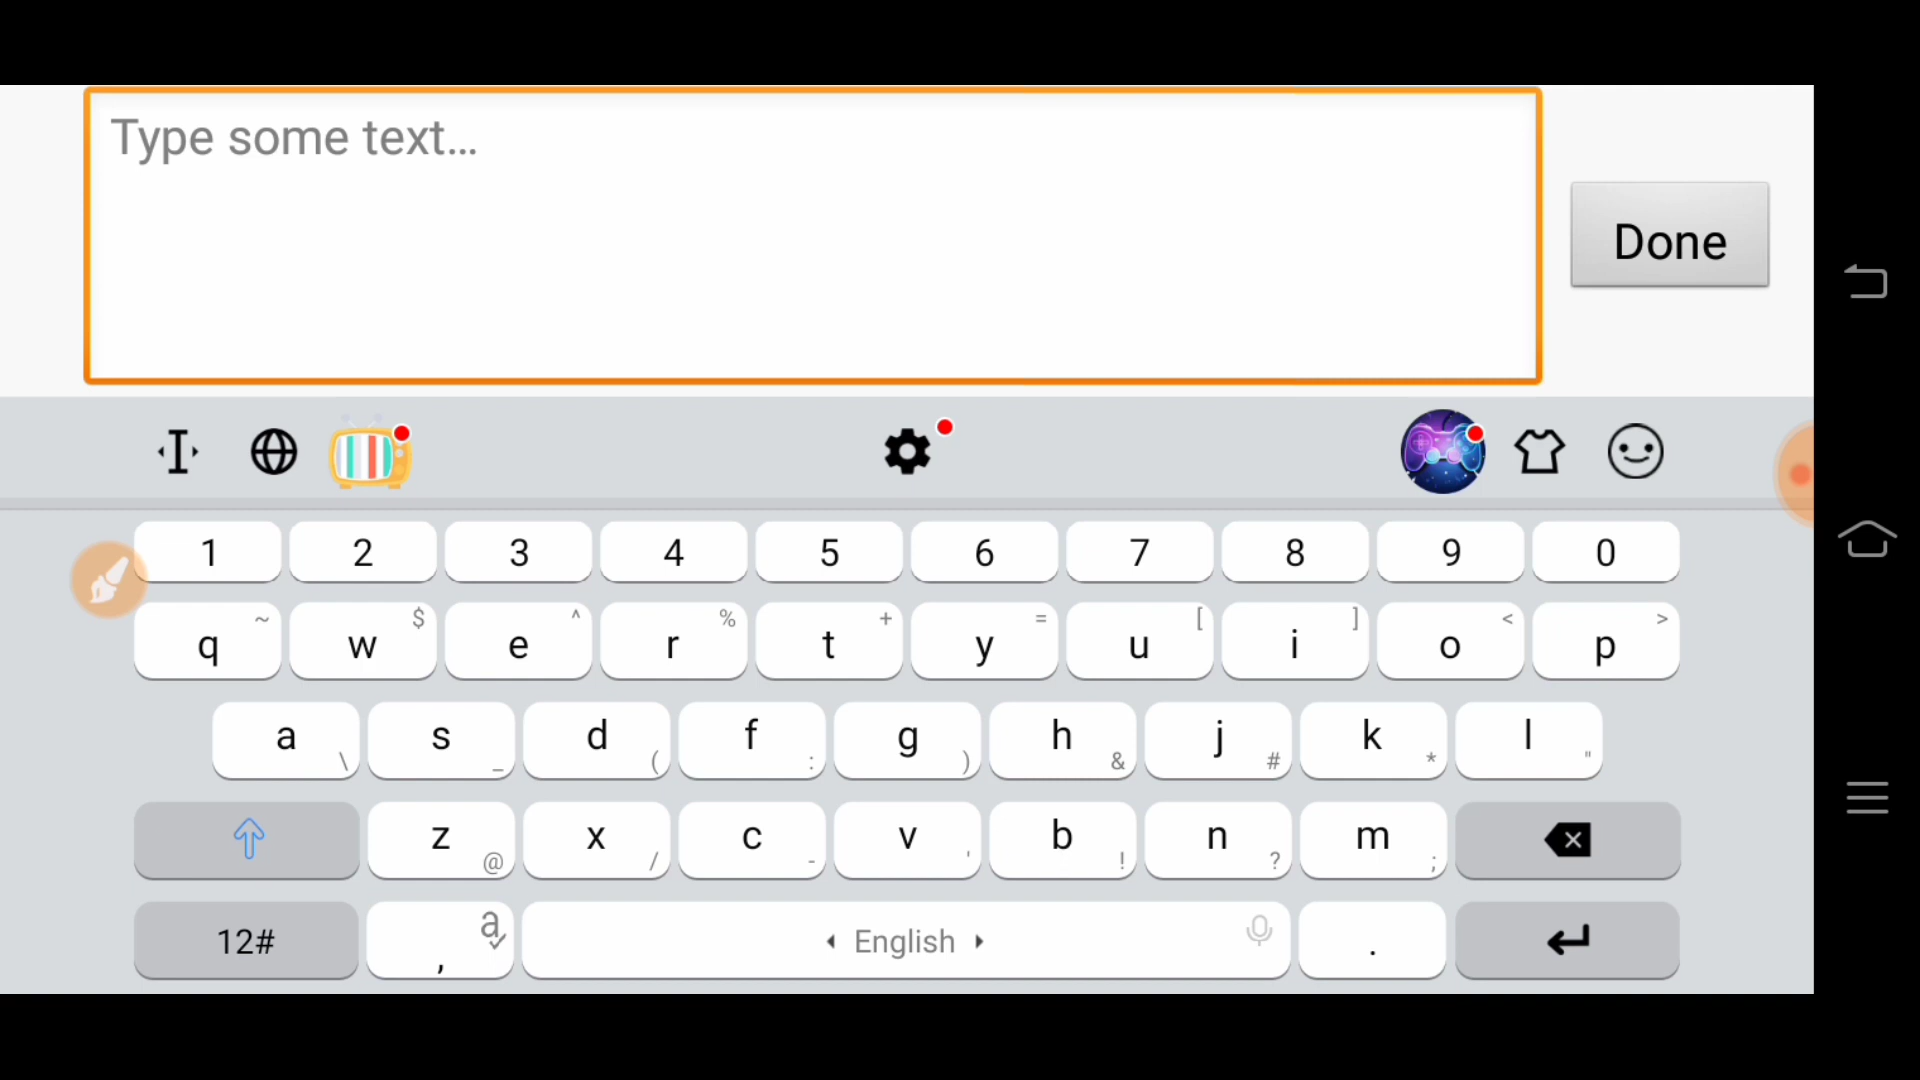 Type some text...
Done
1 2 3 4 5 6 7 8 9 0
~ $ ^ % + = [ ] < >
q w e r t y u i o p
a s d f g h j k l
\ _ ( : ) & # * "
z x c v b n m
@ / - ' ! ? ;
12# , a English .